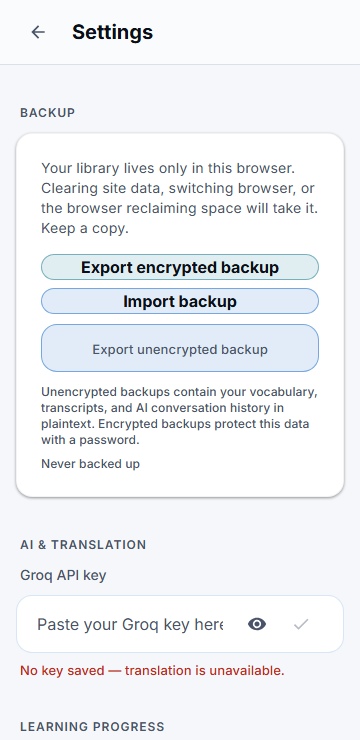 Settings
BACKUP
Your library lives only in this browser.
Clearing site data, switching browser, or
the browser reclaiming space will take it.
Keep a copy.
Export encrypted backup
Import backup
Export unencrypted backup
Unencrypted backups contain your vocabulary,
transcripts, and AI conversation history in
plaintext. Encrypted backups protect this data
with a password.
Never backed up
AI & TRANSLATION
Groq API key
Paste your Groq key here
No key saved — translation is unavailable.
LEARNING PROGRESS